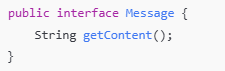 public interface Message {
    String getContent();
}